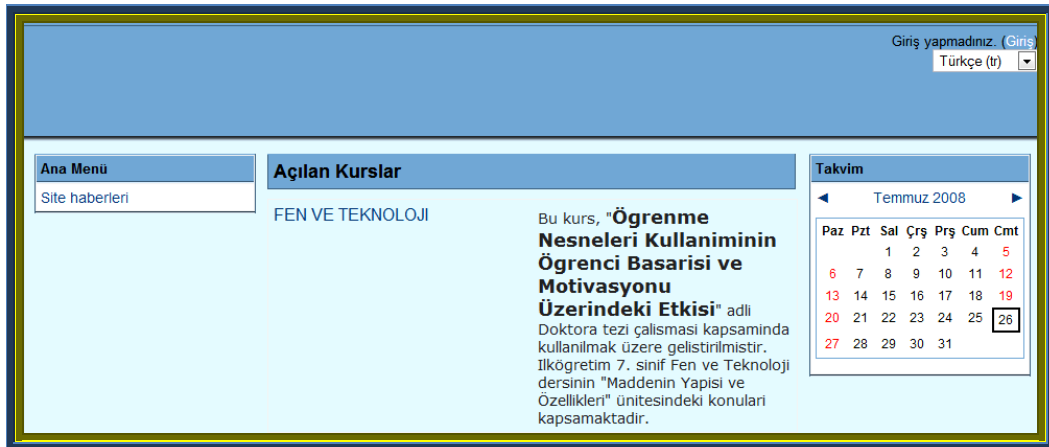 Giriş yapmadınız. (Giriş)
Türkçe (tr)
Ana Menü
Site haberleri
Açılan Kurslar
FEN VE TEKNOLOJI
Bu kurs, "Ögrenme
Nesneleri Kullaniminin
Ögrenci Basarisi ve
Motivasyonu
Üzerindeki Etkisi" adli
Doktora tezi çalismasi kapsaminda
kullanilmak üzere gelistirilmistir.
Ilkögretim 7. sinif Fen ve Teknoloji
dersinin "Maddenin Yapisi ve
Özellikleri" ünitesindeki konulari
kapsamaktadir.
Takvim
◄ Temmuz 2008 ►
Paz Pzt Sal Çrş Prş Cum Cmt
1 2 3 4 5
6 7 8 9 10 11 12
13 14 15 16 17 18 19
20 21 22 23 24 25 26
27 28 29 30 31